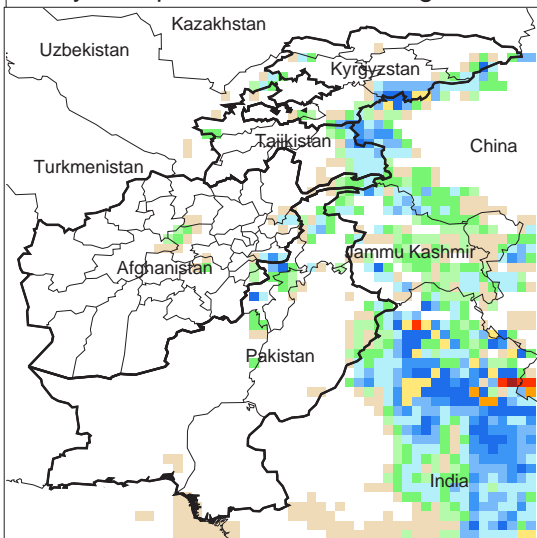 Kazakhstan
Uzbekistan
Kyrgyzstan
Tajikistan
China
Turkmenistan
Jammu Kashmir
Afghanistan
Pakistan
India